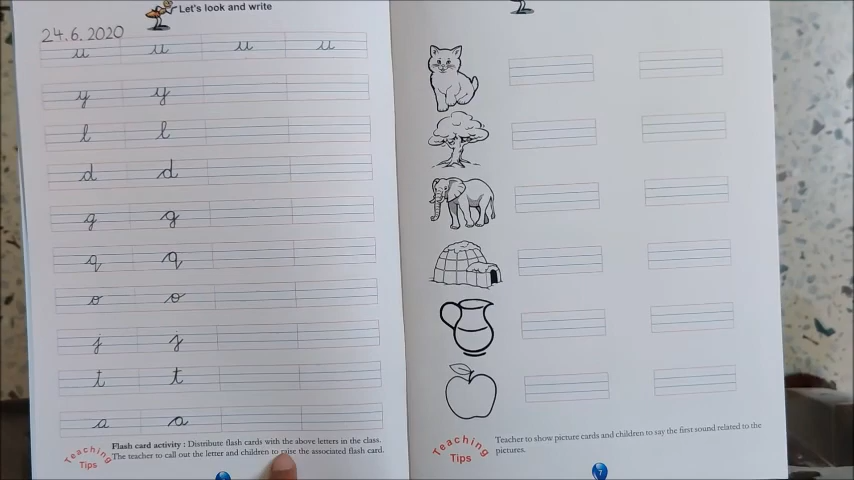 Let's look and write
24.6.2020
u u u u
y y
l l
d d
g g
q q
o o
j j
t t
a a
Teaching Tips
Flash card activity : Distribute flash cards with the above letters in the class.
The teacher to call out the letter and children to raise the associated flash card.
Teaching Tips
Teacher to show picture cards and children to say the first sound related to the
pictures.
7